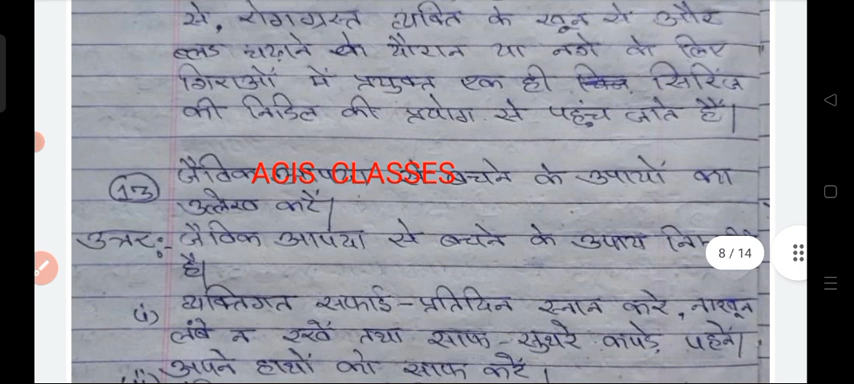 से, रोगग्रस्त व्यक्ति के खून से और
ब्लड चढ़ाने के दौरान या नशे के लिए
शिराओं में प्रयुक्त एक ही सिरिंज
की निडिल की प्रयोग से पहुंच जाते हैं|
(13) जैविक से बचने के उपायों का
ACIS CLASSES
उल्लेख करें|
उत्तर:- जैविक आपदा से बचने के उपाय
है|
8 / 14
(i) व्यक्तिगत सफाई - प्रतिदिन स्नान करे, नाखून
लंबे न रखें तथा साफ - सुथरे कपड़े पहनें|
अपने हाथों को साफ करें|